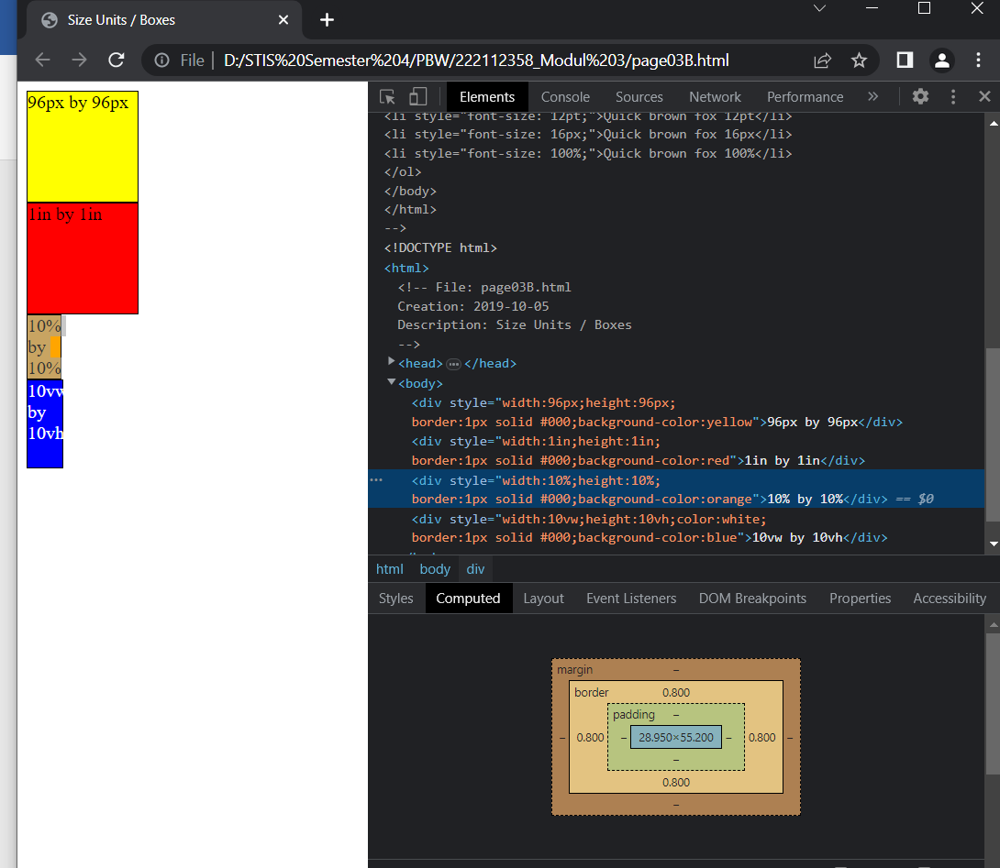 Size Units / Boxes
File
D:/STIS%20Semester%204/PBW/222112358_Modul%203/page03B.html
96px by 96px
1in by 1in
10%
by
10%
10vw
by
10vh
Elements Console Sources Network Performance
<li style="font-size: 12pt;">Quick brown fox 12pt</li>
<li style="font-size: 16px;">Quick brown fox 16px</li>
<li style="font-size: 100%;">Quick brown fox 100%</li>
</ol>
</body>
</html>
-->
<!DOCTYPE html>
<html>
<!-- File: page03B.html
Creation: 2019-10-05
Description: Size Units / Boxes
-->
<head> ⋯ </head>
<body>
<div style="width:96px;height:96px;
border:1px solid #000;background-color:yellow">96px by 96px</div>
<div style="width:1in;height:1in;
border:1px solid #000;background-color:red">1in by 1in</div>
<div style="width:10%;height:10%;
border:1px solid #000;background-color:orange">10% by 10%</div> == $0
<div style="width:10vw;height:10vh;color:white;
border:1px solid #000;background-color:blue">10vw by 10vh</div>
html body div
Styles Computed Layout Event Listeners DOM Breakpoints Properties Accessibility
margin –
border 0.800
padding –
– 0.800 – 28.950×55.200 – 0.800 –
–
0.800
–